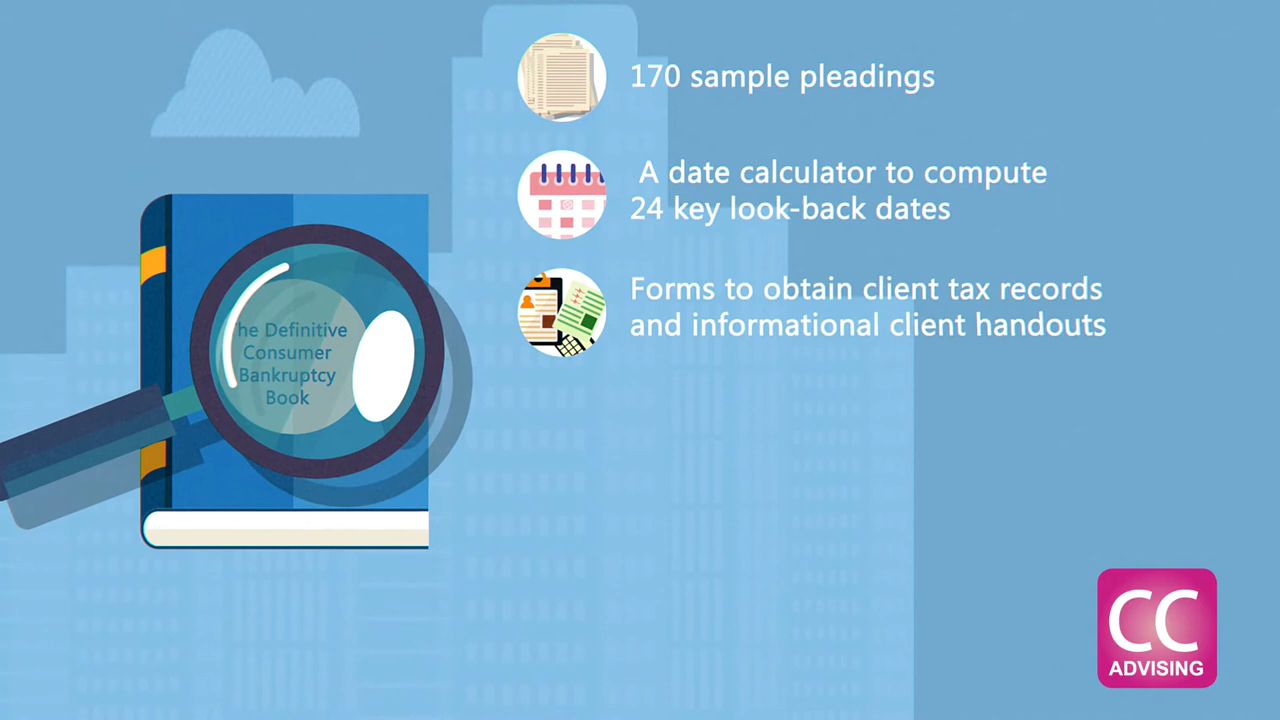 170 sample pleadings
A date calculator to compute
24 key look-back dates
Forms to obtain client tax records
and informational client handouts
he Definitive
Consumer
Bankruptcy
Book
CC
ADVISING